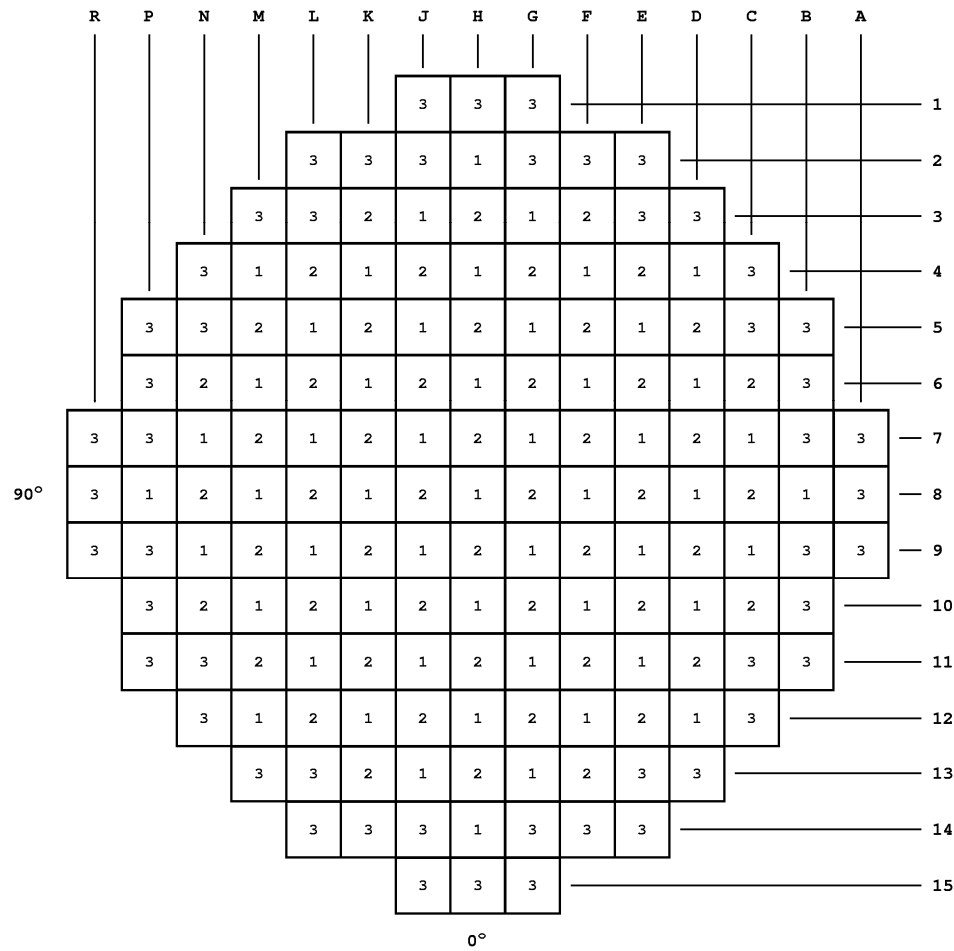 R P N M L K J H G F E D C B A
3 3 3 1
3 3 3 1 3 3 3 2
3 3 2 1 2 1 2 3 3 3
3 1 2 1 2 1 2 1 2 1 3 4
3 3 2 1 2 1 2 1 2 1 2 3 3 5
3 2 1 2 1 2 1 2 1 2 1 2 3 6
3 3 1 2 1 2 1 2 1 2 1 2 1 3 3 7
90° 3 1 2 1 2 1 2 1 2 1 2 1 2 1 3 8
3 3 1 2 1 2 1 2 1 2 1 2 1 3 3 9
3 2 1 2 1 2 1 2 1 2 1 2 3 10
3 3 2 1 2 1 2 1 2 1 2 3 3 11
3 1 2 1 2 1 2 1 2 1 3 12
3 3 2 1 2 1 2 3 3 13
3 3 3 1 3 3 3 14
3 3 3 15
0°